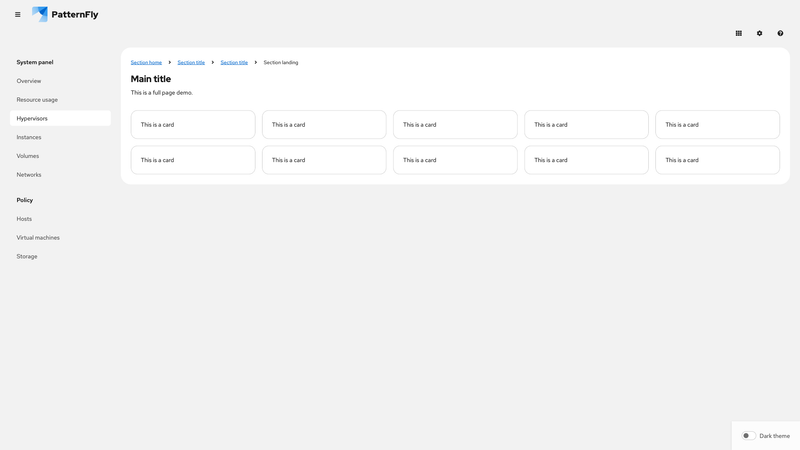 PatternFly
System panel
Overview
Resource usage
Hypervisors
Instances
Volumes
Networks
Policy
Hosts
Virtual machines
Storage
Section home Section title Section title Section landing
Main title
This is a full page demo.
This is a card This is a card This is a card This is a card This is a card
This is a card This is a card This is a card This is a card This is a card
Dark theme